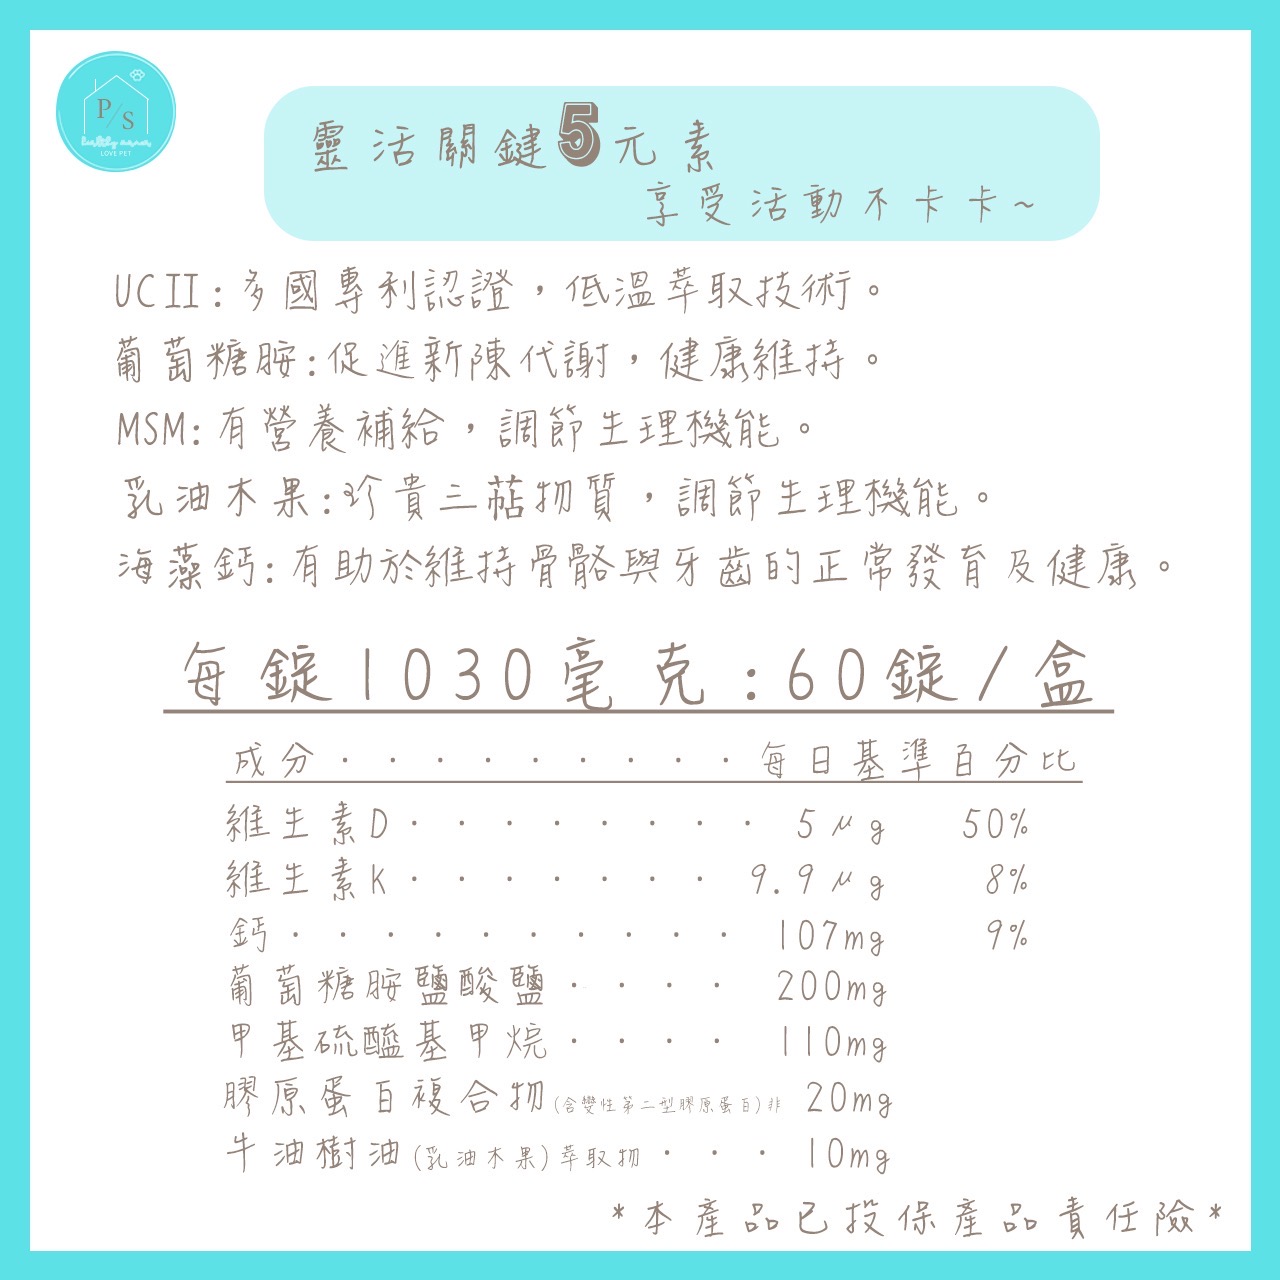 P/S
healthy corner
LOVE PET
靈活關鍵5元素
享受活動不卡卡~
UCII:多國專利認證，低溫萃取技術。
葡萄糖胺:促進新陳代謝，健康維持。
MSM:有營養補給，調節生理機能。
乳油木果:珍貴三萜物質，調節生理機能。
海藻鈣:有助於維持骨骼與牙齒的正常發育及健康。
每錠1030毫克:60錠/盒
成分··········每日基準百分比
維生素D········5μg 50%
維生素K·······9.9μg 8%
鈣··········107mg 9%
葡萄糖胺鹽酸鹽····200mg
甲基硫醯基甲烷····110mg
膠原蛋白複合物(含變性第二型膠原蛋白)非 20mg
牛油樹油(乳油木果)萃取物···10mg
*本產品已投保產品責任險*